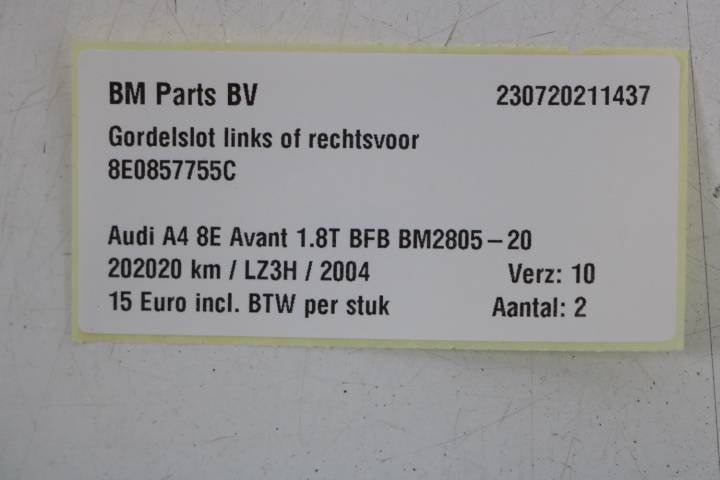 BM Parts BV 230720211437
Gordelslot links of rechtsvoor
8E0857755C
Audi A4 8E Avant 1.8T BFB BM2805-20
202020 km / LZ3H / 2004 Verz: 10
15 Euro incl. BTW per stuk Aantal: 2